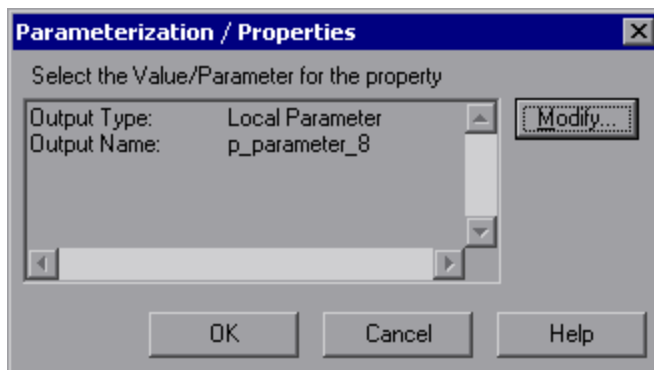 Parameterization / Properties
Select the Value/Parameter for the property
Output Type: Local Parameter
Output Name: p_parameter_8
Modify...
OK Cancel Help